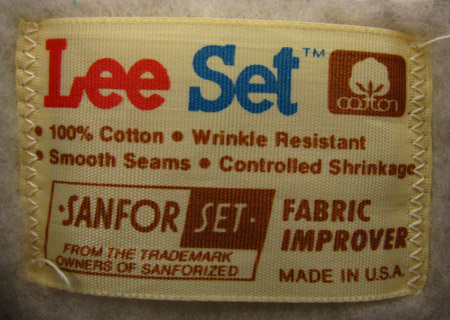 Lee Set™
cotton
• 100% Cotton • Wrinkle Resistant
• Smooth Seams • Controlled Shrinkage
·SANFOR SET·
FROM THE TRADEMARK
OWNERS OF SANFORIZED
FABRIC
IMPROVER
MADE IN U.S.A.